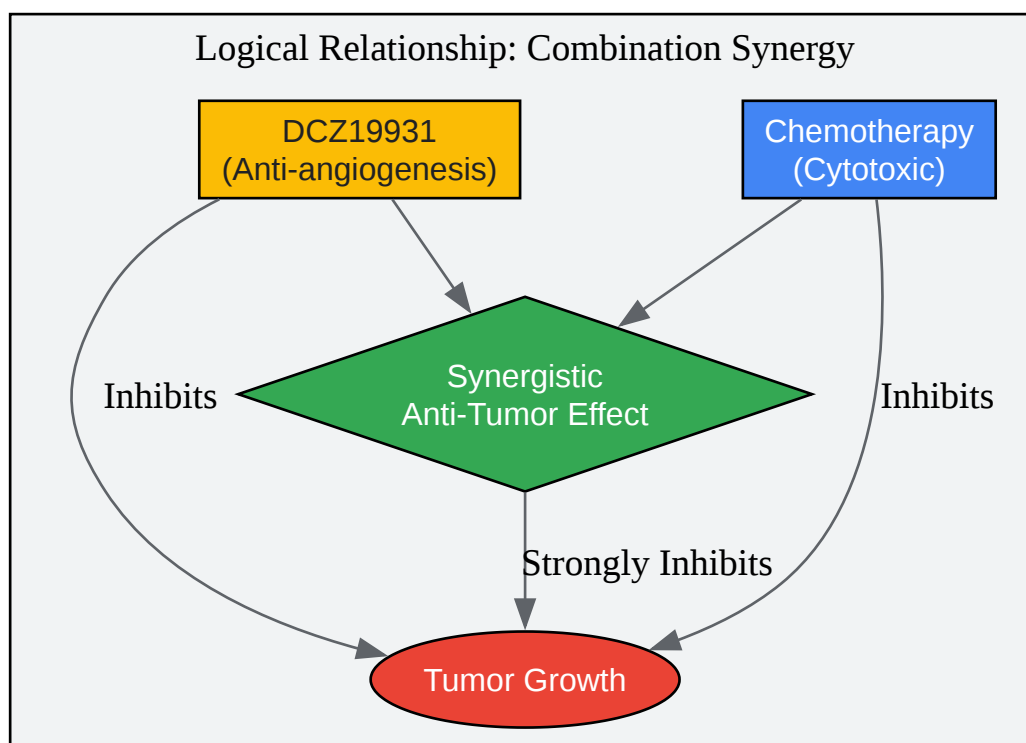 Logical Relationship: Combination Synergy
DCZ19931
(Anti-angiogenesis)
Chemotherapy
(Cytotoxic)
Synergistic
Anti-Tumor Effect
Inhibits
Inhibits
Strongly Inhibits
Tumor Growth